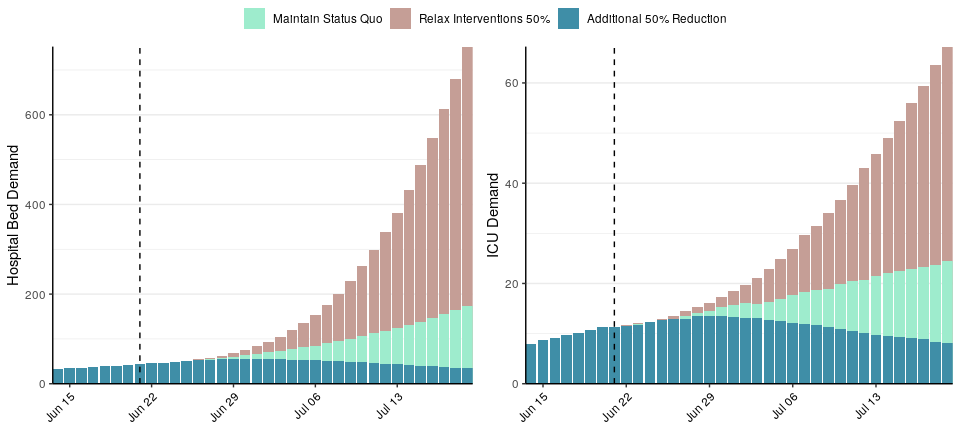 Maintain Status Quo Relax Interventions 50% Additional 50% Reduction
Hospital Bed Demand
600
400
200
0
Jun 15 Jun 22 Jun 29 Jul 06 Jul 13
ICU Demand
60
40
20
0
Jun 15 Jun 22 Jun 29 Jul 06 Jul 13